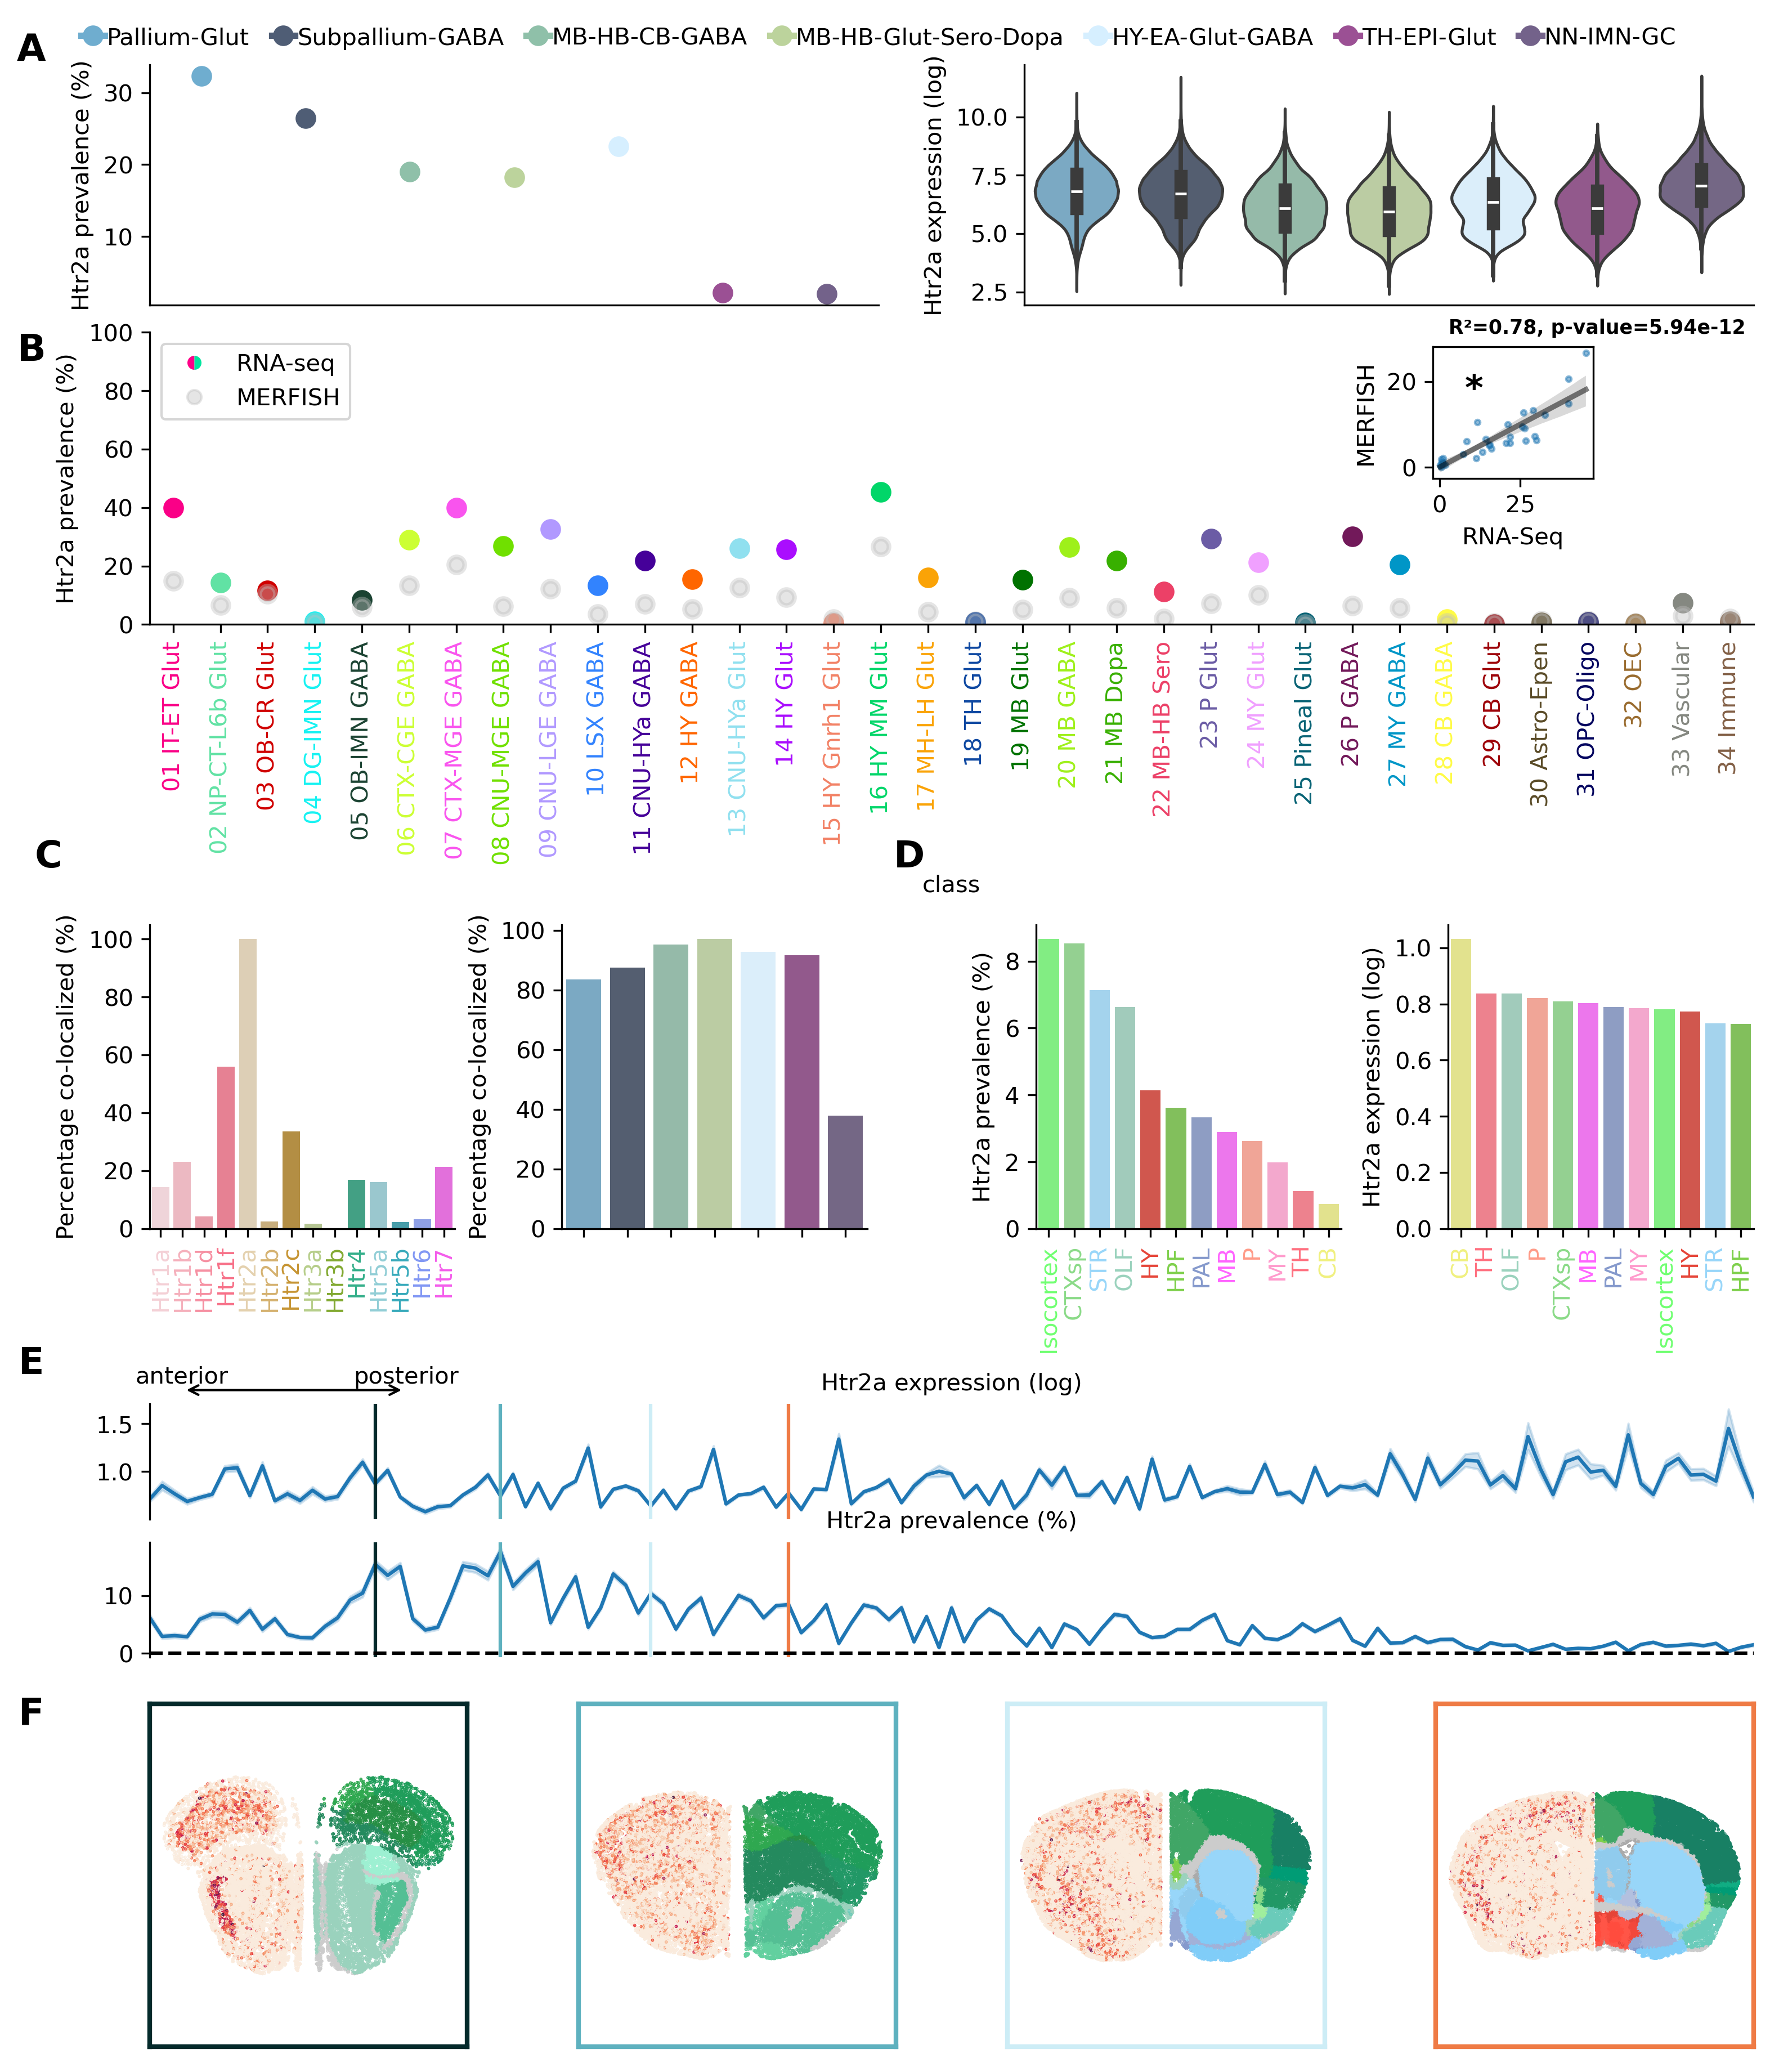 A
Pallium-Glut Subpallium-GABA MB-HB-CB-GABA MB-HB-Glut-Sero-Dopa HY-EA-Glut-GABA TH-EPI-Glut NN-IMN-GC
Htr2a prevalence (%)
30
20
10
Htr2a expression (log)
10.0
7.5
5.0
2.5
B
Htr2a prevalence (%)
100
80
60
40
20
0
RNA-seq
MERFISH
R²=0.78, p-value=5.94e-12
MERFISH
20
0
*
0 25
RNA-Seq
01 IT-ET Glut
02 NP-CT-L6b Glut
03 OB-CR Glut
04 DG-IMN Glut
05 OB-IMN GABA
06 CTX-CGE GABA
07 CTX-MGE GABA
08 CNU-MGE GABA
09 CNU-LGE GABA
10 LSX GABA
11 CNU-HYa GABA
12 HY GABA
13 CNU-HYa Glut
14 HY Glut
15 HY Gnrh1 Glut
16 HY MM Glut
17 MH-LH Glut
18 TH Glut
19 MB Glut
20 MB GABA
21 MB Dopa
22 MB-HB Sero
23 P Glut
24 MY Glut
25 Pineal Glut
26 P GABA
27 MY GABA
28 CB GABA
29 CB Glut
30 Astro-Epen
31 OPC-Oligo
32 OEC
33 Vascular
34 Immune
class
C
Percentage co-localized (%)
100
80
60
40
20
0
Htr1a
Htr1b
Htr1d
Htr1f
Htr2a
Htr2b
Htr2c
Htr3a
Htr3b
Htr4
Htr5a
Htr5b
Htr6
Htr7
Percentage co-localized (%)
100
80
60
40
20
0
D
Htr2a prevalence (%)
8
6
4
2
0
Isocortex
CTXsp
STR
OLF
HY
HPF
PAL
MB
P
MY
TH
CB
Htr2a expression (log)
1.0
0.8
0.6
0.4
0.2
0.0
CB
TH
OLF
P
CTXsp
MB
PAL
MY
Isocortex
HY
STR
HPF
E
anterior posterior
Htr2a expression (log)
1.5
1.0
Htr2a prevalence (%)
10
0
F